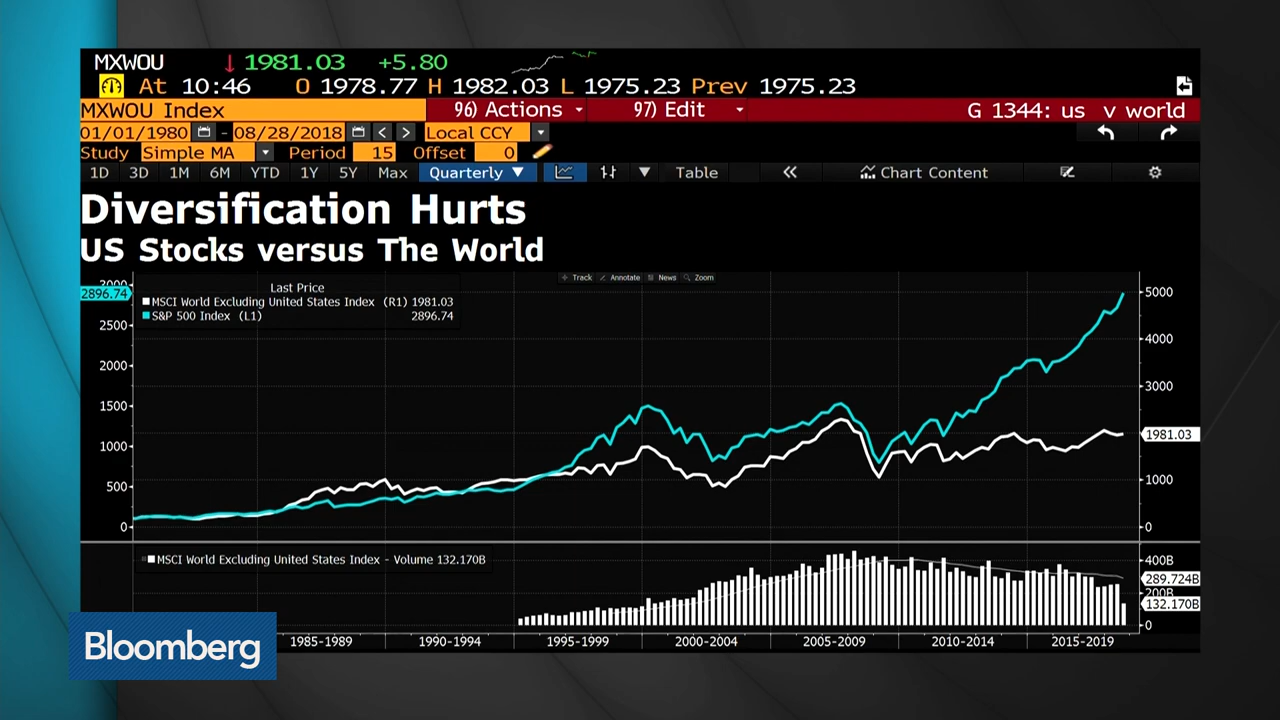 MXWOU ↓ 1981.03 +5.80
At 10:46 O 1978.77 H 1982.03 L 1975.23 Prev 1975.23
MXWOU Index 96) Actions 97) Edit G 1344: us v world
01/01/1980 - 08/28/2018 < > Local CCY
Study Simple MA Period 15 Offset 0
1D 3D 1M 6M YTD 1Y 5Y Max Quarterly ▼ ▼ Table « Chart Content
Diversification Hurts
US Stocks versus The World
+ Track Annotate News Zoom
Last Price
MSCI World Excluding United States Index (R1) 1981.03
S&P 500 Index (L1) 2896.74
3000
2896.74
2500
2000
1500
1000
500
0
5000
4000
3000
1981.03
1000
0
MSCI World Excluding United States Index - Volume 132.170B
400B
289.724B
200B
132.170B
0
1985-1989 1990-1994 1995-1999 2000-2004 2005-2009 2010-2014 2015-2019
Bloomberg